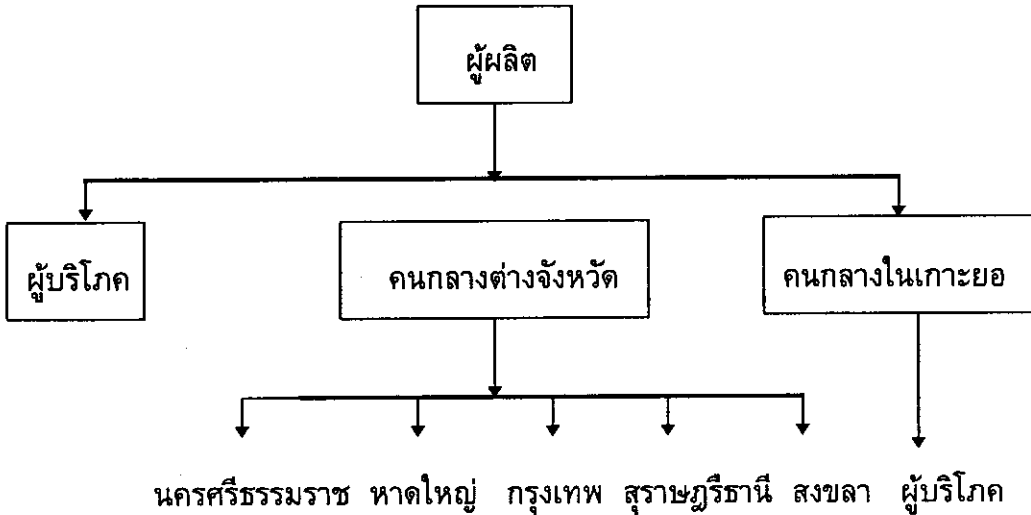 ผู้ผลิต
ผู้บริโภค คนกลางต่างจังหวัด คนกลางในเกาะยอ
นครศรีธรรมราช หาดใหญ่ กรุงเทพ สุราษฎร์ธานี สงขลา ผู้บริโภค